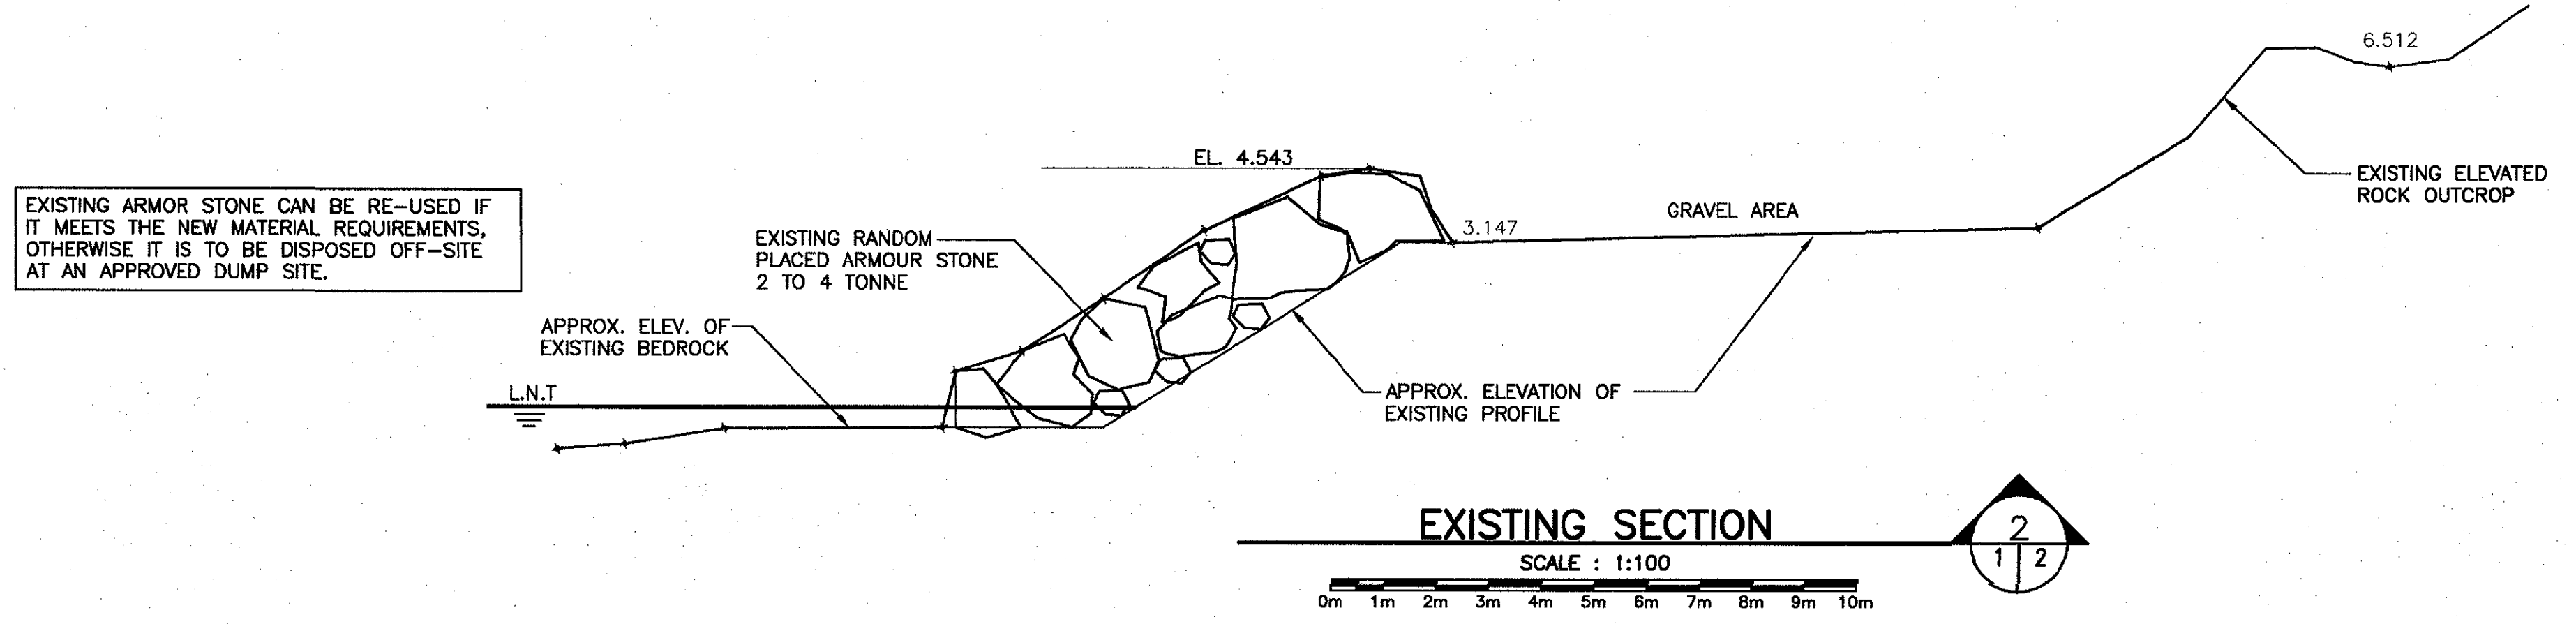 6.512
EL. 4.543
EXISTING ELEVATED
ROCK OUTCROP
EXISTING ARMOR STONE CAN BE RE-USED IF
IT MEETS THE NEW MATERIAL REQUIREMENTS,
OTHERWISE IT IS TO BE DISPOSED OFF-SITE
AT AN APPROVED DUMP SITE.
GRAVEL AREA
3.147
EXISTING RANDOM
PLACED ARMOUR STONE
2 TO 4 TONNE
APPROX. ELEV. OF
EXISTING BEDROCK
L.N.T
APPROX. ELEVATION OF
EXISTING PROFILE
EXISTING SECTION
SCALE : 1:100
0m 1m 2m 3m 4m 5m 6m 7m 8m 9m 10m
2
1 2